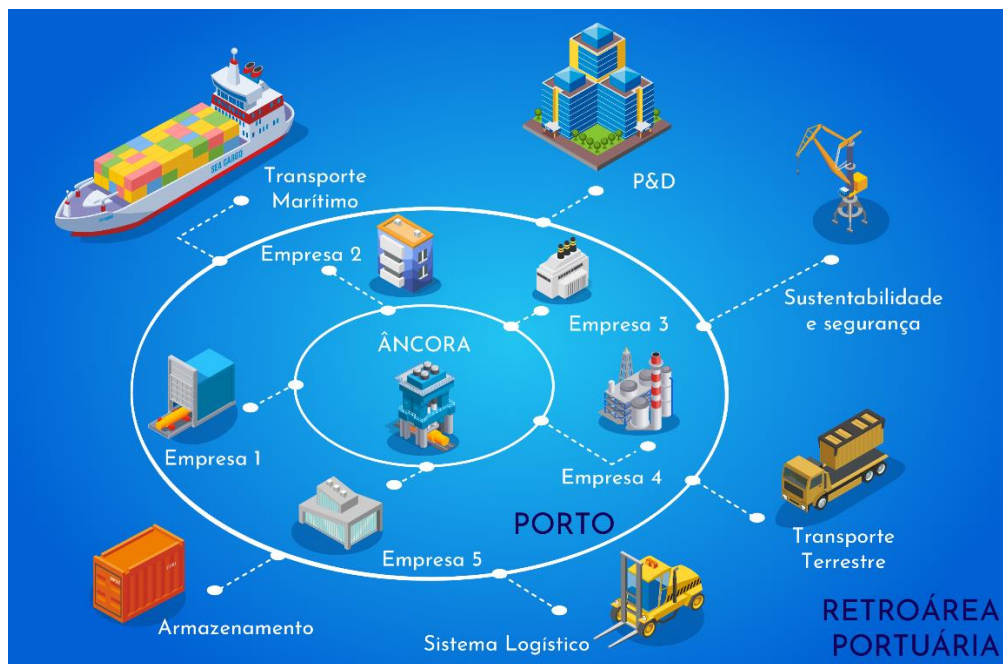 SEA CARGO
Transporte
Marítimo
P&D
Empresa 2
Sustentabilidade
e segurança
Empresa 3
ÂNCORA
Empresa 1
Empresa 4
PORTO
Transporte
Terrestre
Empresa 5
Armazenamento
Sistema Logístico
RETROÁREA
PORTUÁRIA